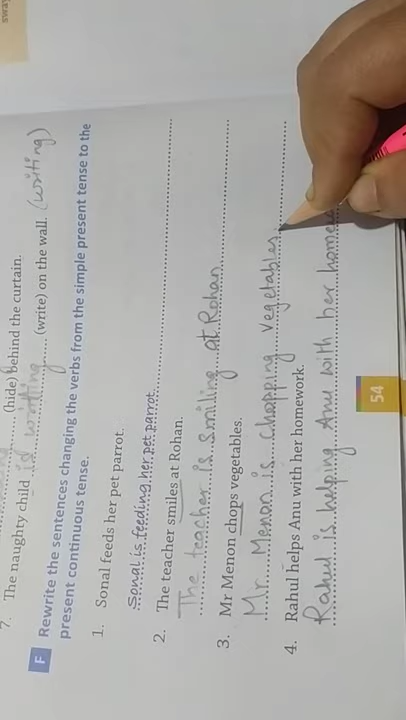 sway
7. The naughty child is writting (write) on the wall. (writing)
(hide) behind the curtain.
F Rewrite the sentences changing the verbs from the simple present tense to the
present continuous tense.
1. Sonal feeds her pet parrot.
Sonal is feeding her pet parrot.
2. The teacher smiles at Rohan.
The teacher is smiling at Rohan
3. Mr Menon chops vegetables.
Mr. Menon is chopping vegetables.
4. Rahul helps Anu with her homework.
Rahul is helping Anu with her
54